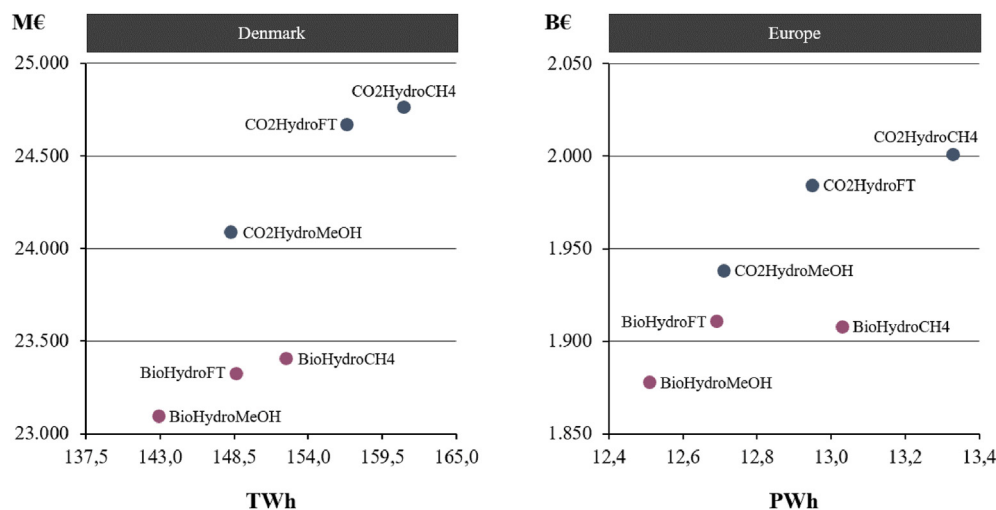 M€
Denmark
25.000
CO2HydroCH4
CO2HydroFT
24.500
CO2HydroMeOH
24.000
23.500
BioHydroCH4
BioHydroFT
BioHydroMeOH
23.000
137,5 143,0 148,5 154,0 159,5 165,0
TWh
B€
Europe
2.050
CO2HydroCH4
2.000
CO2HydroFT
1.950
CO2HydroMeOH
BioHydroFT
BioHydroCH4
1.900
BioHydroMeOH
1.850
12,4 12,6 12,8 13,0 13,2 13,4
PWh